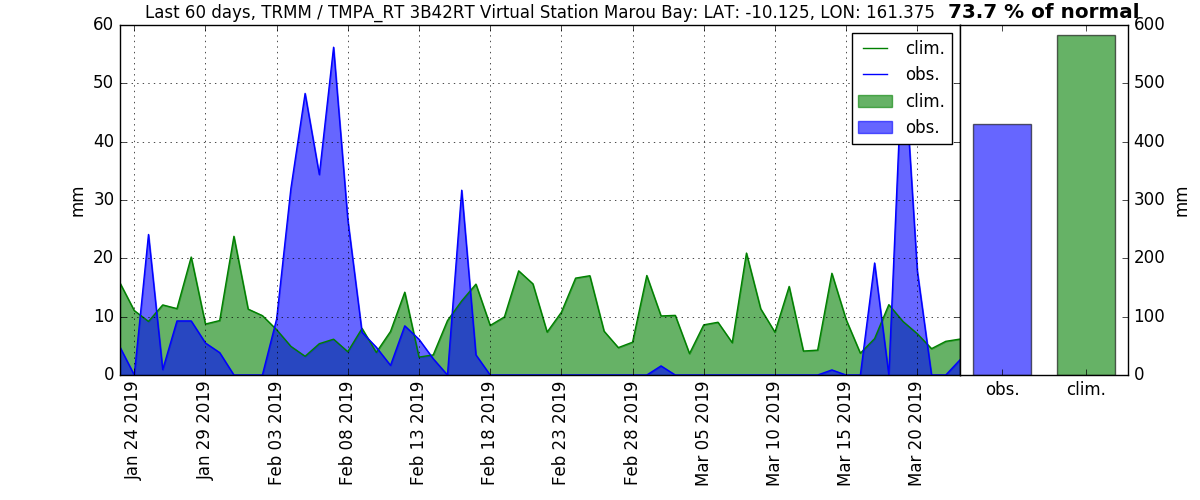 Last 60 days, TRMM / TMPA_RT 3B42RT Virtual Station Marou Bay: LAT: -10.125, LON: 161.375 73.7 % of normal
60
50
40
30
20
10
0
mm
clim.
obs.
clim.
obs.
600
500
400
300
200
100
0
mm
Jan 24 2019
Jan 29 2019
Feb 03 2019
Feb 08 2019
Feb 13 2019
Feb 18 2019
Feb 23 2019
Feb 28 2019
Mar 05 2019
Mar 10 2019
Mar 15 2019
Mar 20 2019
obs. clim.